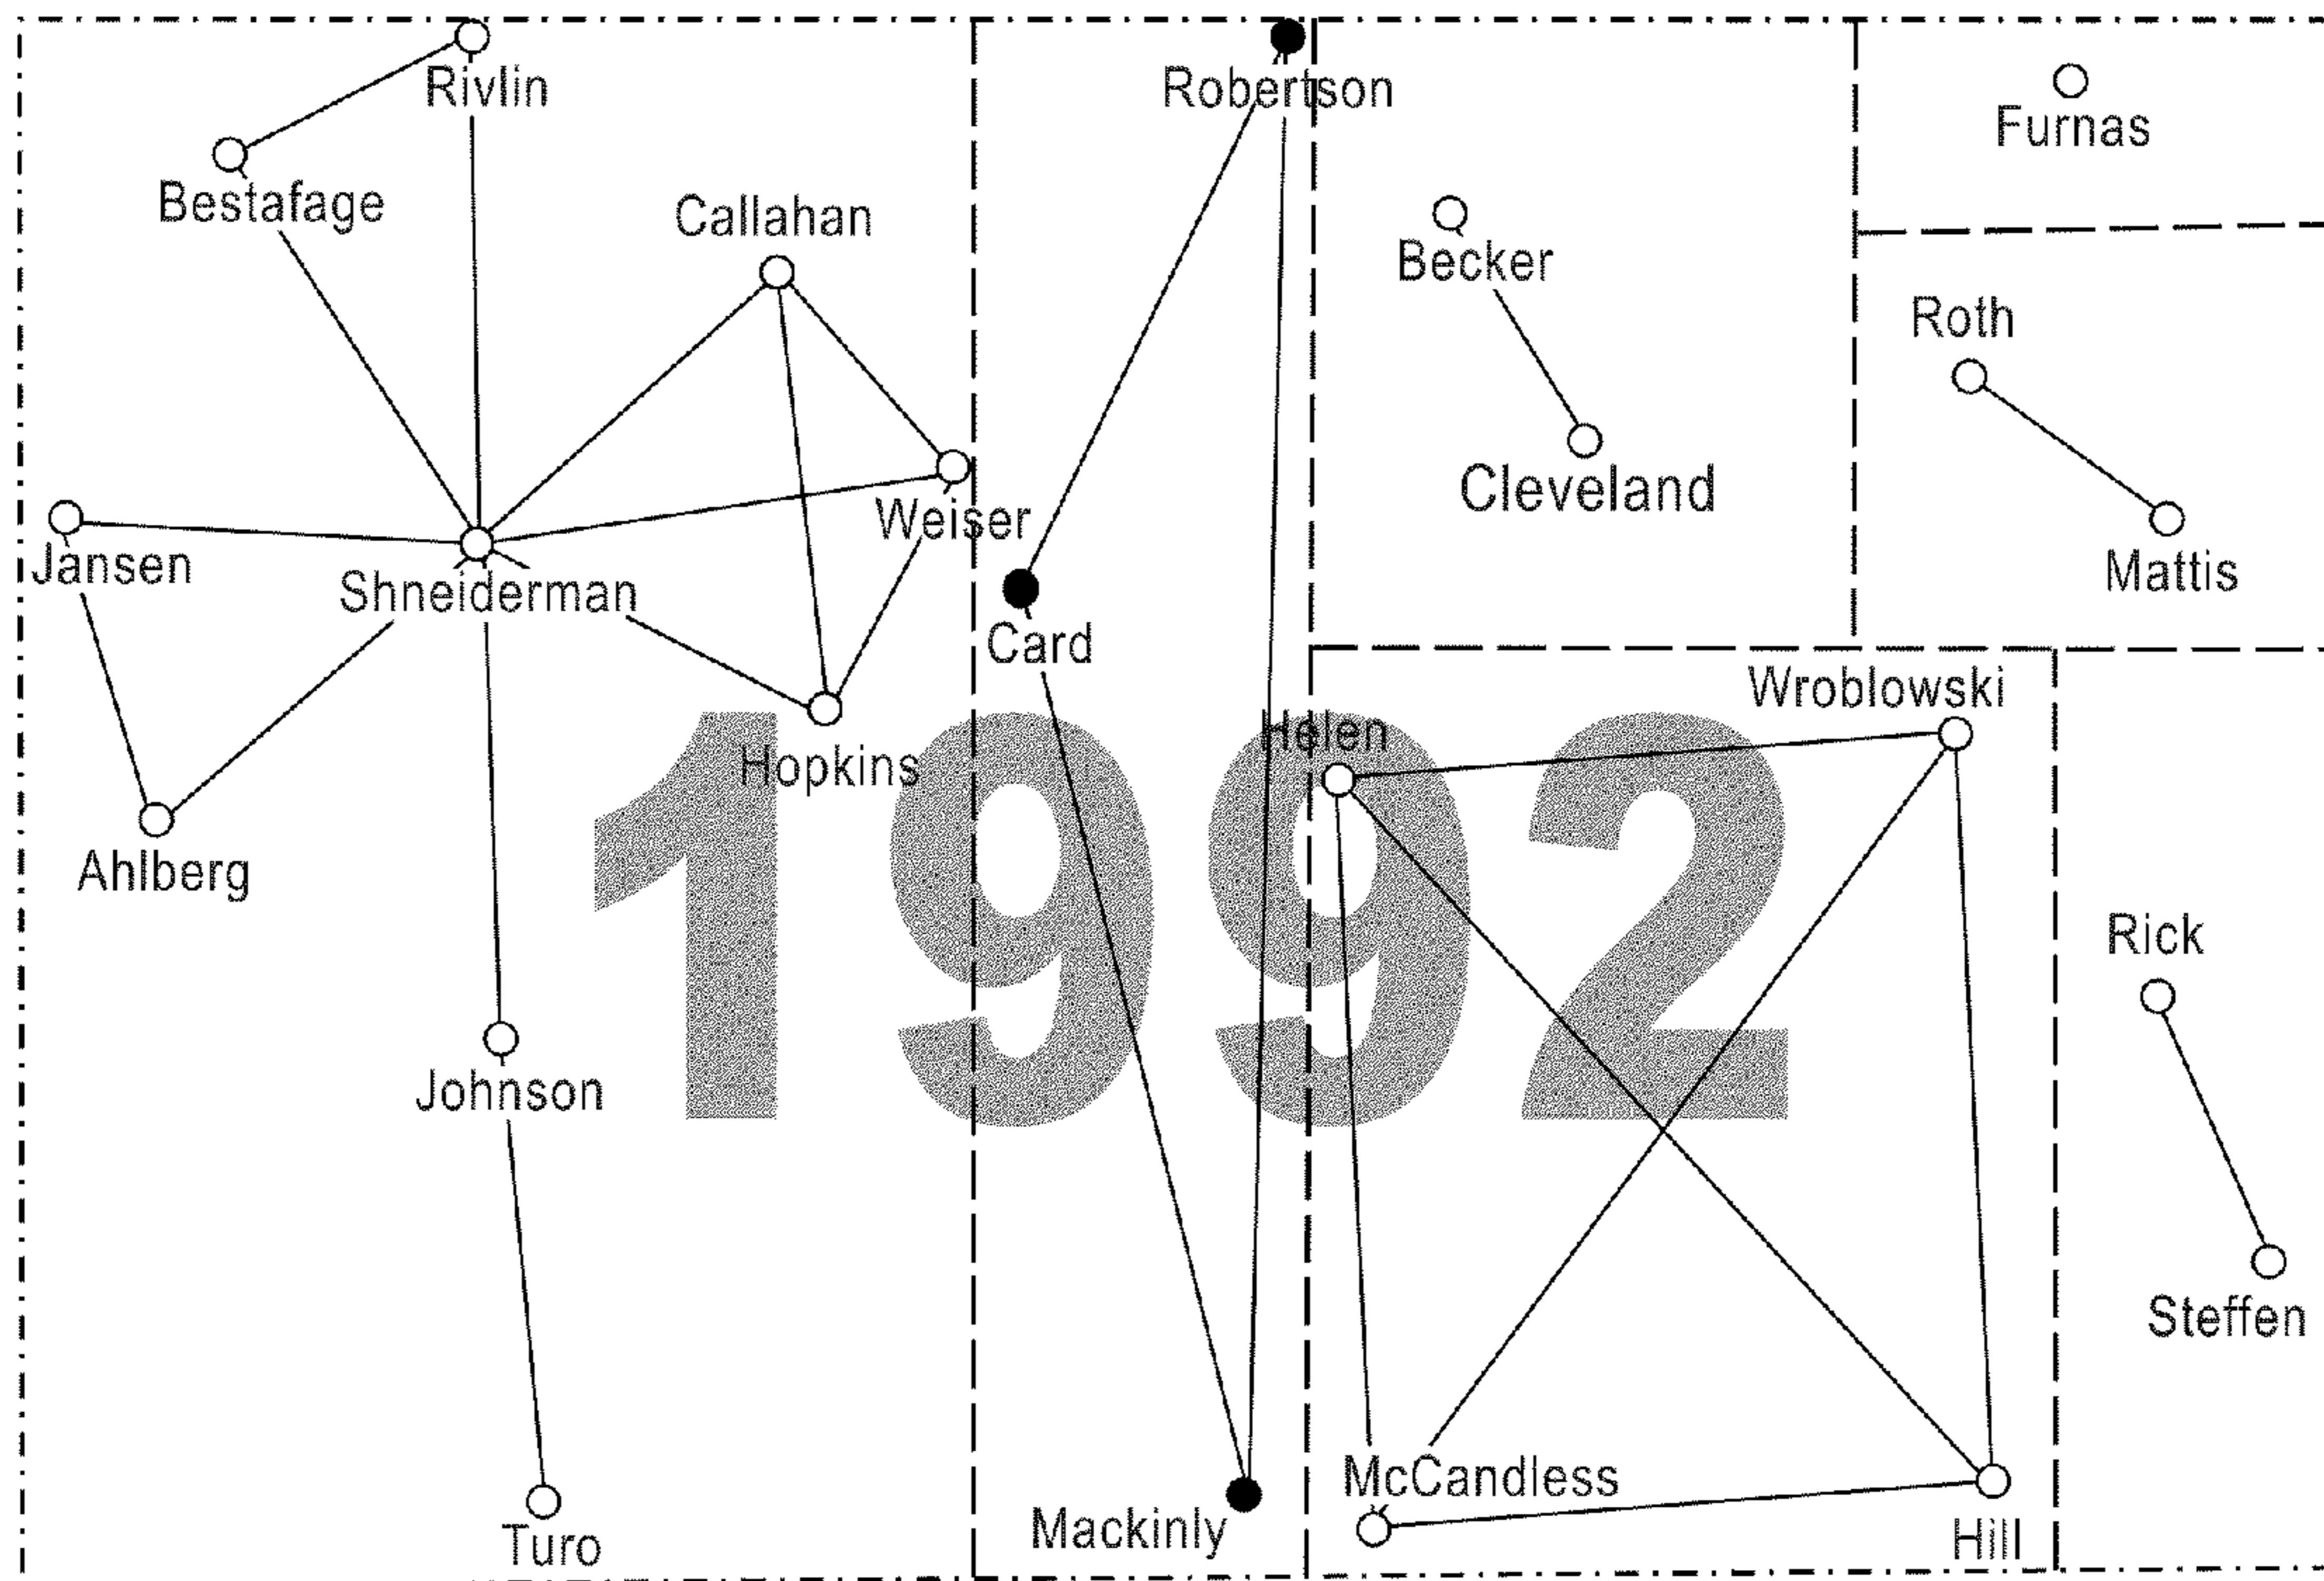 Rivlin
Robertson
Furnas
Bestafage
Callahan
Becker
Roth
Cleveland
Weiser
Jansen
Shneiderman
Mattis
Card
Wroblowski
Helen
Hopkins
1992
Ahlberg
Rick
Johnson
Steffen
McCandless
Mackinly
Hill
Turo